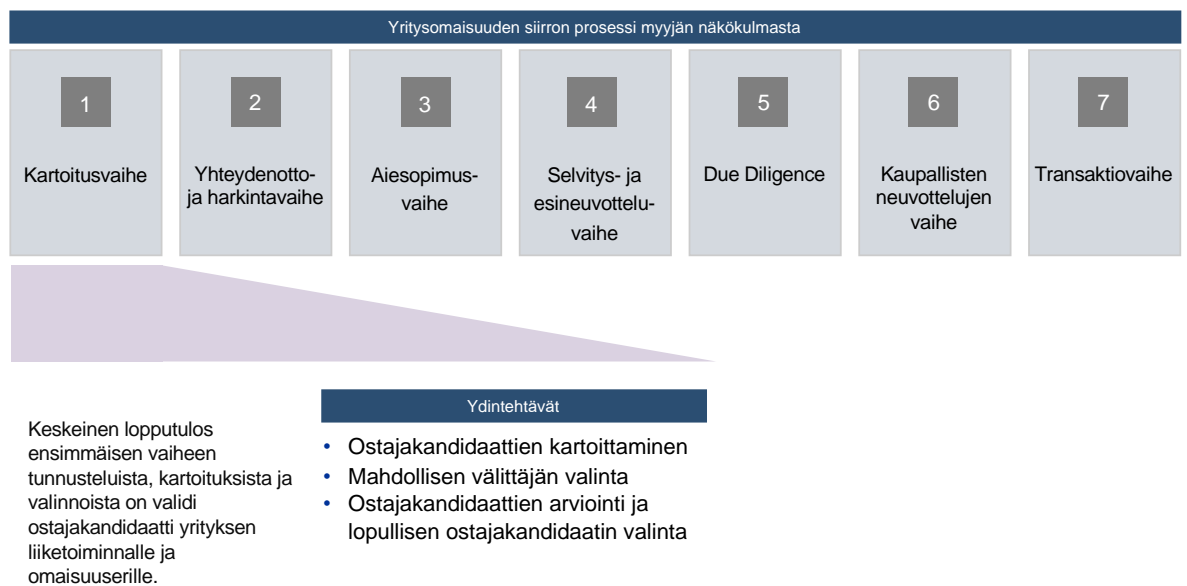 Yritysomaisuuden siirron prosessi myyjän näkökulmasta
1
Kartoitusvaihe
2
Yhteydenotto-
ja harkintavaihe
3
Aiesopimus-
vaihe
4
Selvitys- ja
esineuvottelu-
vaihe
5
Due Diligence
6
Kaupallisten
neuvottelujen
vaihe
7
Transaktiovaihe
Keskeinen lopputulos
ensimmäisen vaiheen
tunnusteluista, kartoituksista ja
valinnoista on validi
ostajakandidaatti yrityksen
liiketoiminnalle ja
omaisuuserille.
Ydintehtävät
• Ostajakandidaattien kartoittaminen
• Mahdollisen välittäjän valinta
• Ostajakandidaattien arviointi ja
lopullisen ostajakandidaatin valinta